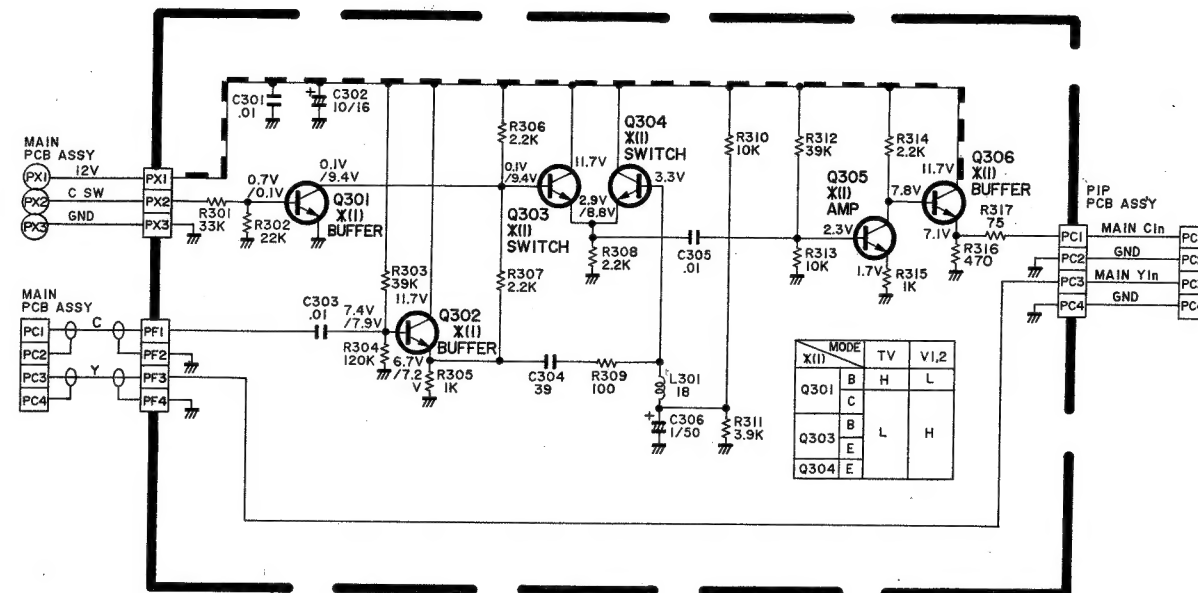 MAIN
PCB ASSY
PX1
12V
PX1
PX2
C SW
PX2
PX3
GND
PX3
C301
.01
C302
10/16
R301
33K
0.7V
/0.1V
R302
22K
0.1V
/9.4V
Q301
X(1)
BUFFER
R306
2.2K
0.1V
/9.4V
11.7V
Q303
X(1)
SWITCH
2.9V
/8.8V
Q304
X(1)
SWITCH
3.3V
R310
10K
R312
39K
R314
2.2K
Q305
X(1)
AMP
2.3V
7.8V
1.7V
11.7V
Q306
X(1)
BUFFER
7.1V
R317
75
R316
470
R315
1K
R313
10K
C305
.01
R308
2.2K
R307
2.2K
R303
39K
11.7V
C303
.01
7.4V
/7.9V
Q302
X(1)
BUFFER
R304
120K
6.7V
/7.2
V
R305
1K
C304
39
R309
100
L301
18
C306
1/50
R311
3.9K
MAIN
PCB ASSY
PC1
C
PF1
PC2
PF2
PC3
Y
PF3
PC4
PF4
PIP
PCB ASSY
PC1
MAIN CIn
PC
PC2
GND
PC
PC3
MAIN YIn
PC
PC4
GND
PC
X(1) MODE TV V1,2
Q301 B H L
C
Q303 B L H
E
Q304 E